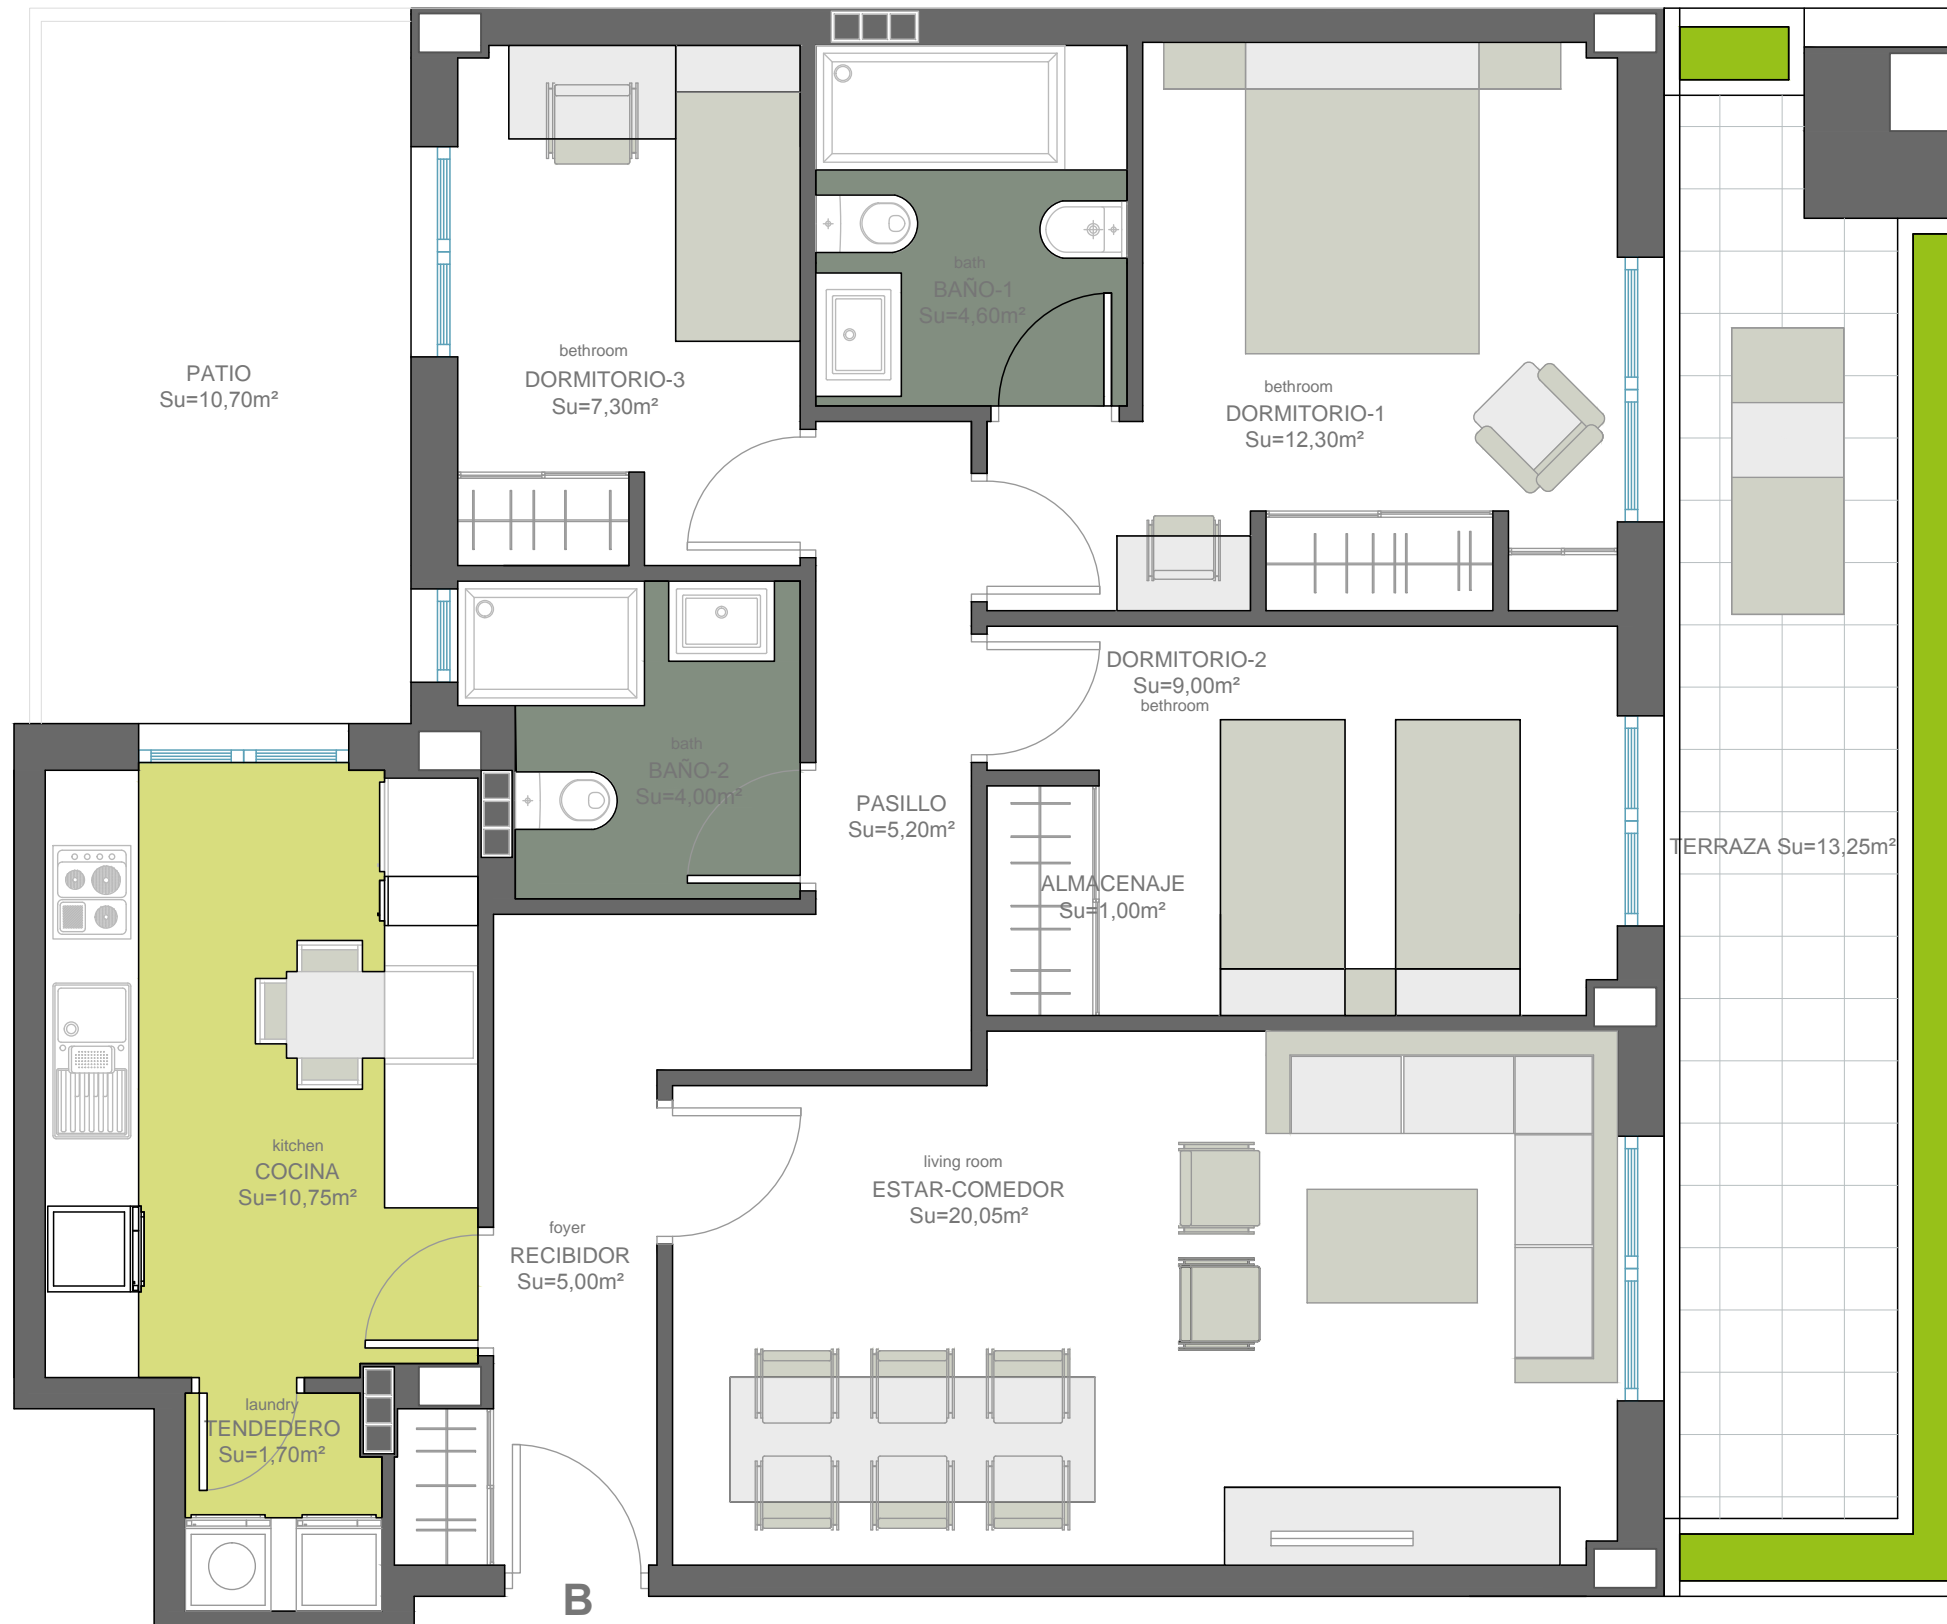 PATIO
Su=10,70m²
bethroom
DORMITORIO-3
Su=7,30m²
bath
BAÑO-1
Su=4,60m²
bethroom
DORMITORIO-1
Su=12,30m²
DORMITORIO-2
Su=9,00m²
bethroom
bath
BAÑO-2
Su=4,00m²
PASILLO
Su=5,20m²
ALMACENAJE
Su=1,00m²
TERRAZA Su=13,25m²
kitchen
COCINA
Su=10,75m²
foyer
RECIBIDOR
Su=5,00m²
living room
ESTAR-COMEDOR
Su=20,05m²
laundry
TENDEDERO
Su=1,70m²
B